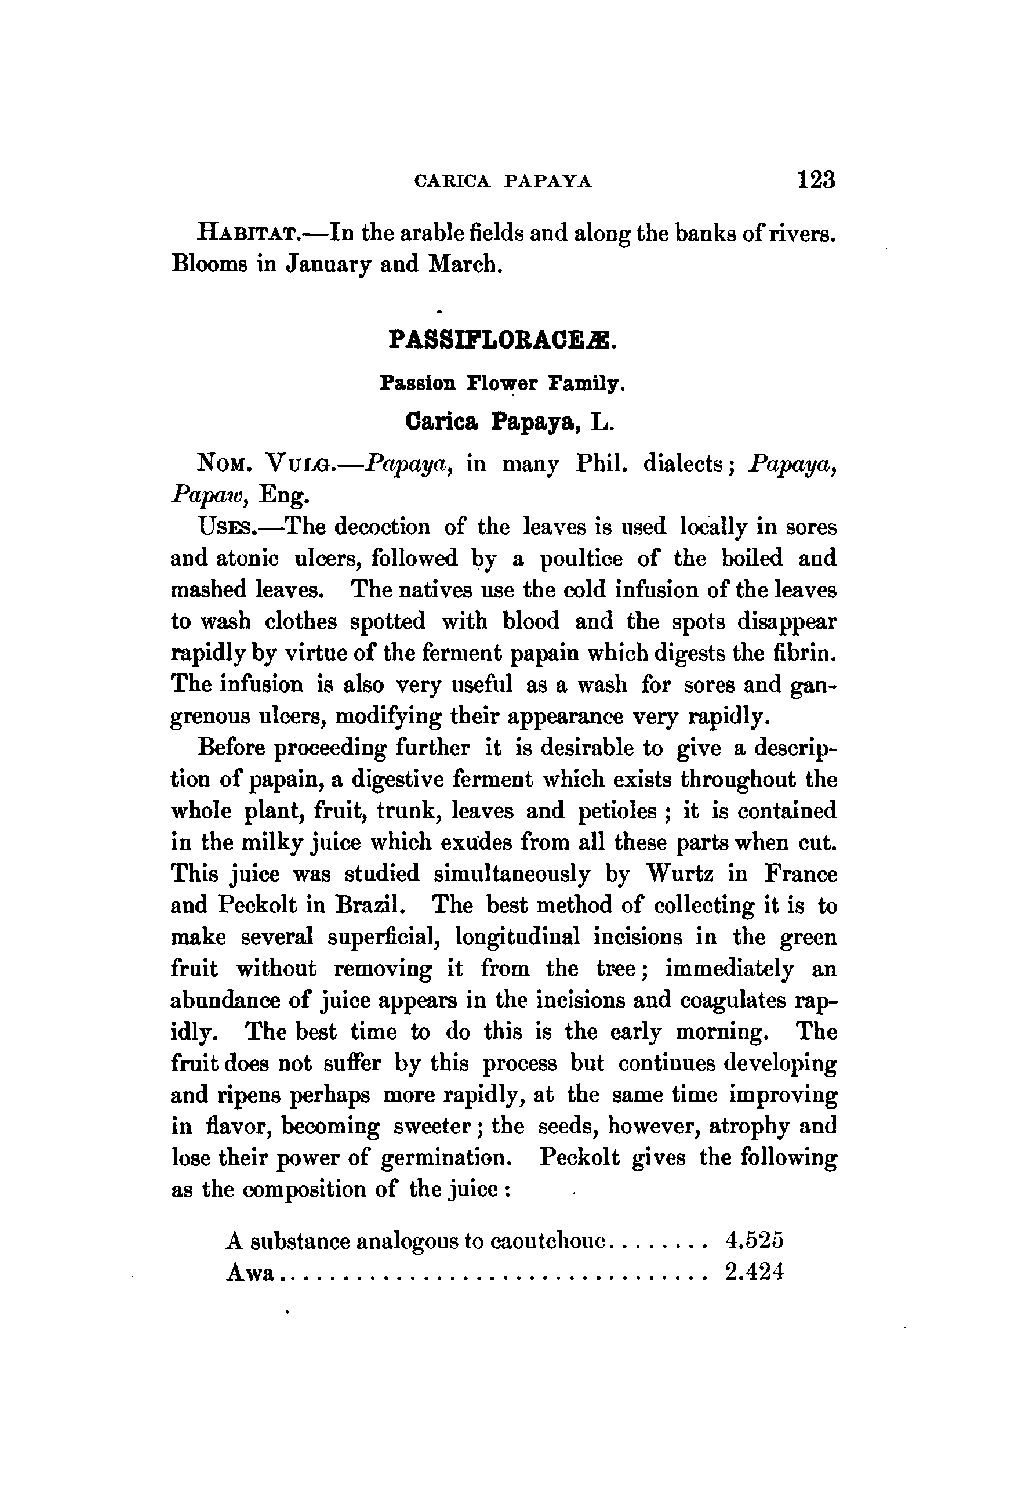 CARICA PAPAYA 123
HABITAT.—In the arable fields and along the banks of rivers.
Blooms in January and March.
PASSIFLORACEÆ.
Passion Flower Family.
Carica Papaya, L.
NOM. VULG.—Papaya, in many Phil. dialects; Papaya,
Papaw, Eng.
USES.—The decoction of the leaves is used locally in sores
and atonic ulcers, followed by a poultice of the boiled and
mashed leaves. The natives use the cold infusion of the leaves
to wash clothes spotted with blood and the spots disappear
rapidly by virtue of the ferment papain which digests the fibrin.
The infusion is also very useful as a wash for sores and gan-
grenous ulcers, modifying their appearance very rapidly.
Before proceeding further it is desirable to give a descrip-
tion of papain, a digestive ferment which exists throughout the
whole plant, fruit, trunk, leaves and petioles ; it is contained
in the milky juice which exudes from all these parts when cut.
This juice was studied simultaneously by Wurtz in France
and Peckolt in Brazil. The best method of collecting it is to
make several superficial, longitudinal incisions in the green
fruit without removing it from the tree; immediately an
abundance of juice appears in the incisions and coagulates rap-
idly. The best time to do this is the early morning. The
fruit does not suffer by this process but continues developing
and ripens perhaps more rapidly, at the same time improving
in flavor, becoming sweeter; the seeds, however, atrophy and
lose their power of germination. Peckolt gives the following
as the composition of the juice :
A substance analogous to caoutchouc........ 4.525
Awa................................ 2.424